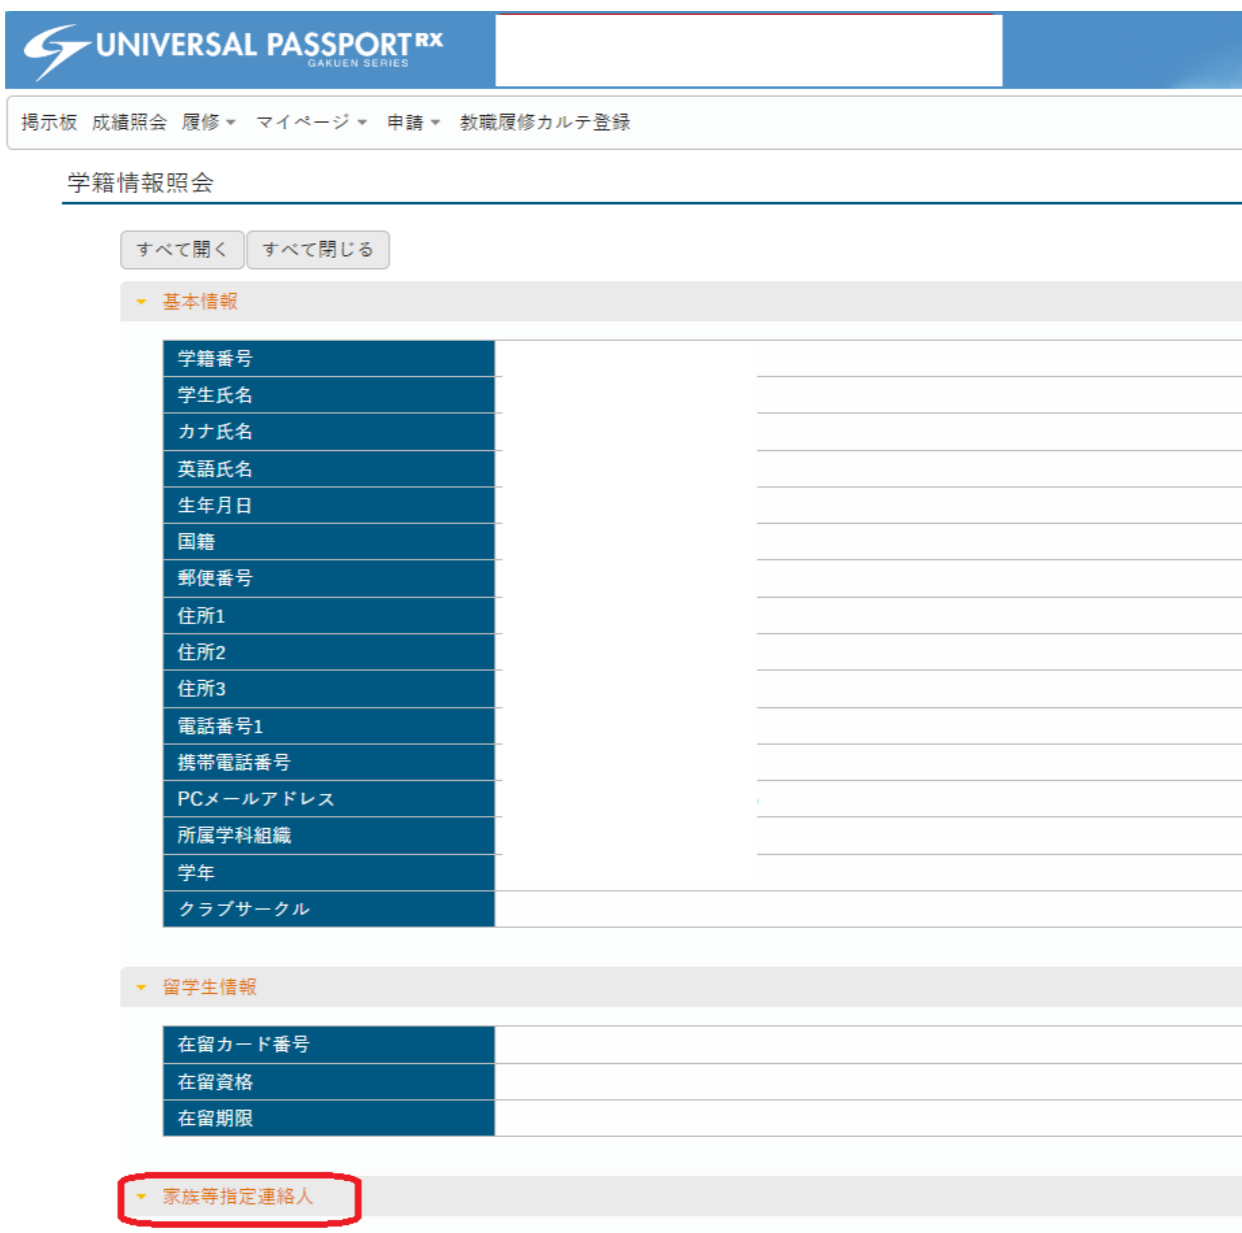 UNIVERSAL PASSPORT RX
GAKUEN SERIES
掲示板 成績照会 履修 マイページ 申請 教職履修カルテ登録
学籍情報照会
すべて開く すべて閉じる
基本情報
学籍番号
学生氏名
カナ氏名
英語氏名
生年月日
国籍
郵便番号
住所1
住所2
住所3
電話番号1
携帯電話番号
PCメールアドレス
所属学科組織
学年
クラブサークル
留学生情報
在留カード番号
在留資格
在留期限
家族等指定連絡人